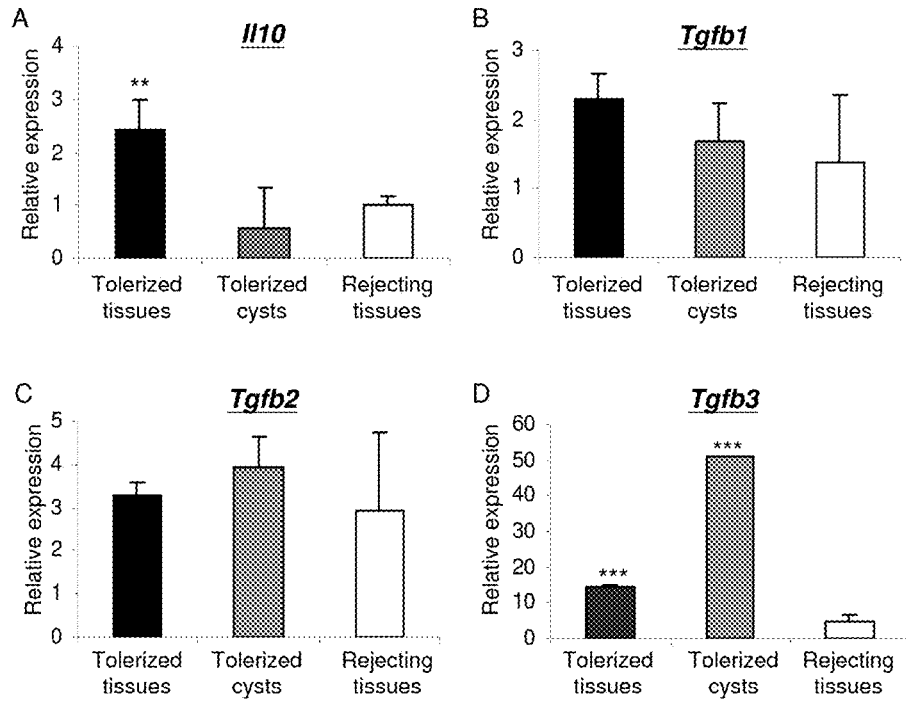 A
Il10
Relative expression
4
3
2
1
0
**
Tolerized
tissues
Tolerized
cysts
Rejecting
tissues
B
Tgfb1
Relative expression
3
2
1
0
Tolerized
tissues
Tolerized
cysts
Rejecting
tissues
C
Tgfb2
Relative expression
5
4
3
2
1
0
Tolerized
tissues
Tolerized
cysts
Rejecting
tissues
D
Tgfb3
Relative expression
60
50
40
30
20
10
0
***
***
Tolerized
tissues
Tolerized
cysts
Rejecting
tissues